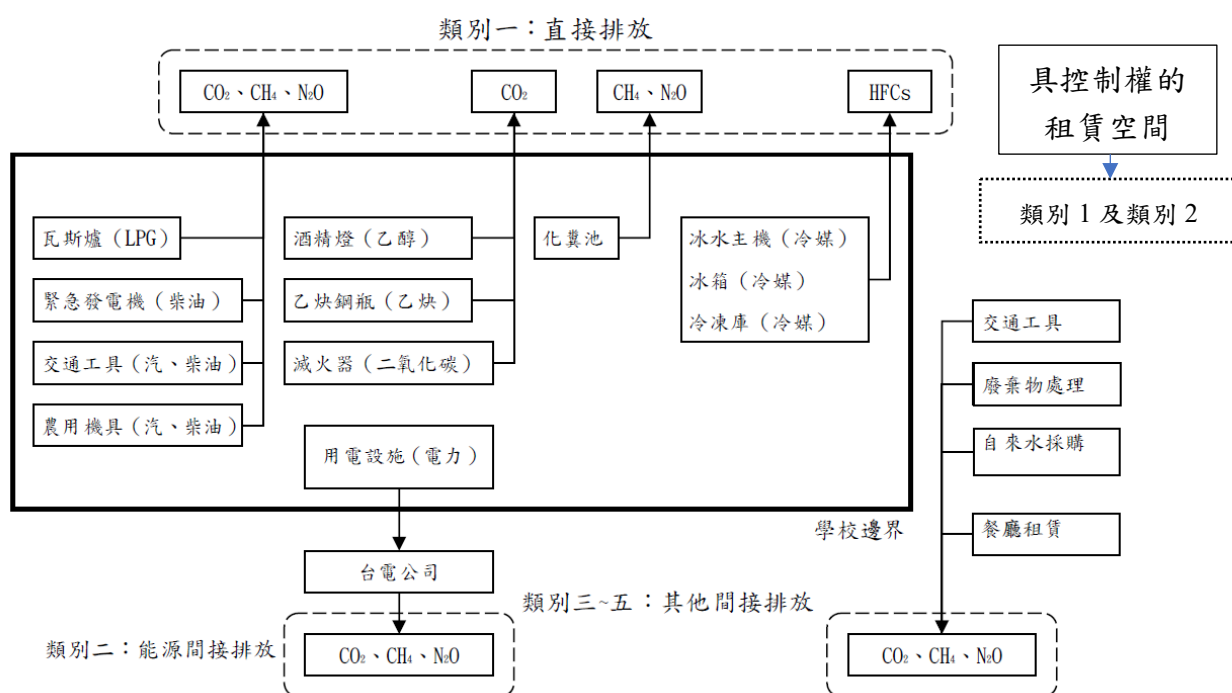 類別一：直接排放
CO₂、CH₄、N₂O
CO₂
CH₄、N₂O
HFCs
具控制權的
租賃空間
類別 1 及類別 2
瓦斯爐（LPG）
酒精燈（乙醇）
化糞池
冰水主機（冷媒）
冰箱（冷媒）
冷凍庫（冷媒）
緊急發電機（柴油）
乙炔鋼瓶（乙炔）
交通工具（汽、柴油）
滅火器（二氧化碳）
農用機具（汽、柴油）
用電設施（電力）
交通工具
廢棄物處理
自來水採購
餐廳租賃
學校邊界
台電公司
類別三~五：其他間接排放
類別二：能源間接排放
CO₂、CH₄、N₂O
CO₂、CH₄、N₂O